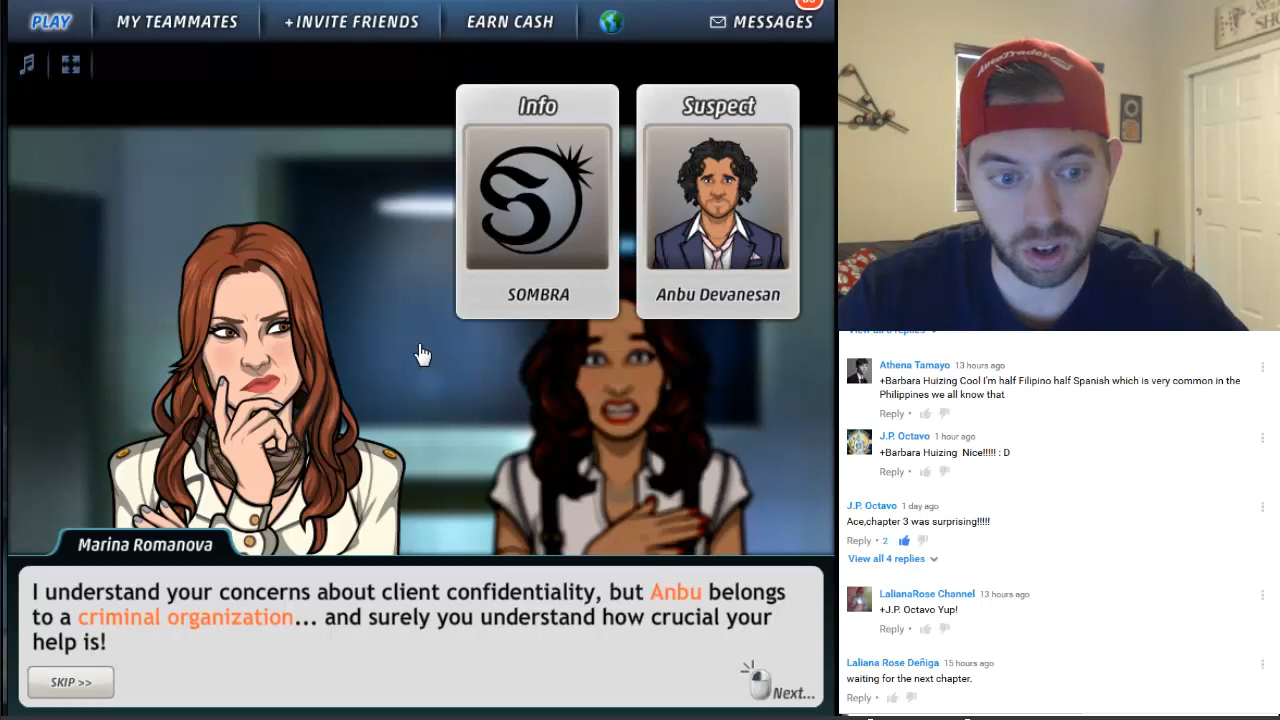 PLAY
MY TEAMMATES
+INVITE FRIENDS
EARN CASH
MESSAGES
Info
Suspect
SOMBRA
Anbu Devanesan
Marina Romanova
I understand your concerns about client confidentiality, but Anbu belongs
to a criminal organization... and surely you understand how crucial your
help is!
SKIP >>
Next...
AutoTrader
Athena Tamayo 13 hours ago
+Barbara Huizing Cool I'm half Filipino half Spanish which is very common in the
Philippines we all know that
Reply •
J.P. Octavo 1 hour ago
+Barbara Huizing Nice!!!!! : D
Reply •
J.P. Octavo 1 day ago
Ace,chapter 3 was surprising!!!!!
Reply • 2
View all 4 replies
LalianaRose Channel 13 hours ago
+J.P. Octavo Yup!
Reply •
Laliana Rose Deñiga 15 hours ago
waiting for the next chapter.
Reply •